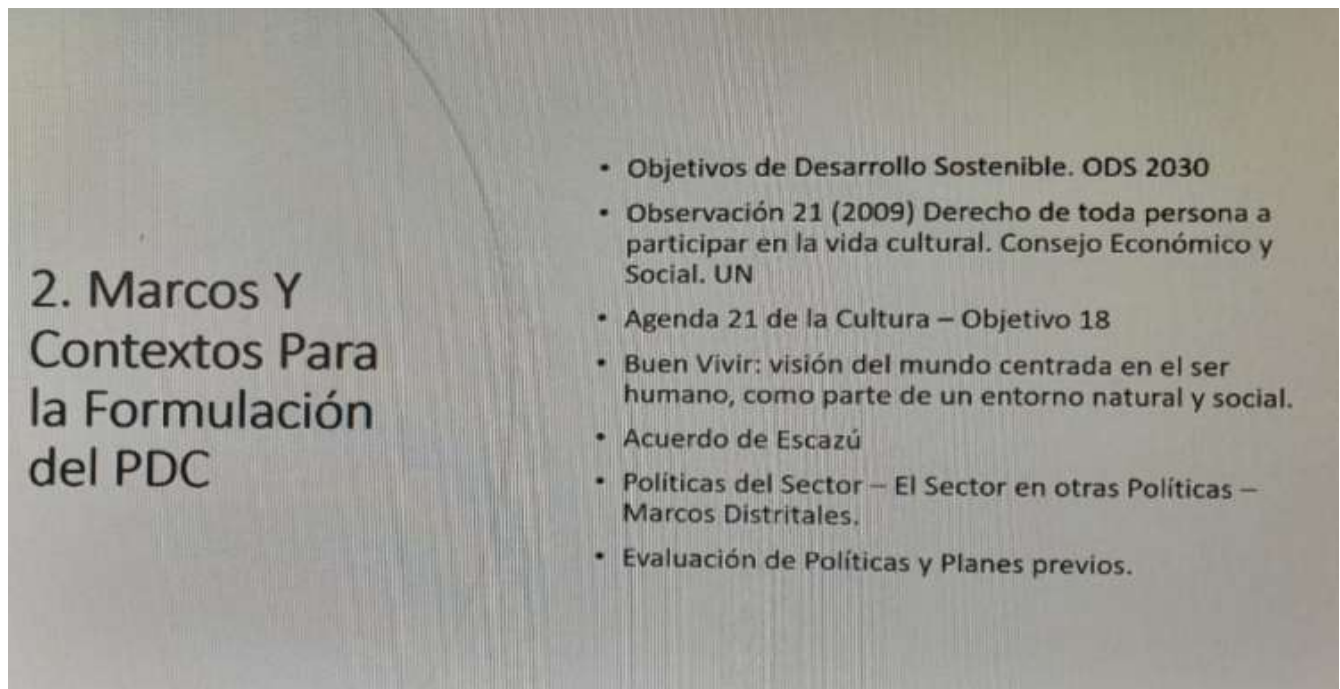 2. Marcos Y
Contextos Para
la Formulación
del PDC
• Objetivos de Desarrollo Sostenible. ODS 2030
• Observación 21 (2009) Derecho de toda persona a
participar en la vida cultural. Consejo Económico y
Social. UN
• Agenda 21 de la Cultura – Objetivo 18
• Buen Vivir: visión del mundo centrada en el ser
humano, como parte de un entorno natural y social.
• Acuerdo de Escazú
• Políticas del Sector – El Sector en otras Políticas –
Marcos Distritales.
• Evaluación de Políticas y Planes previos.